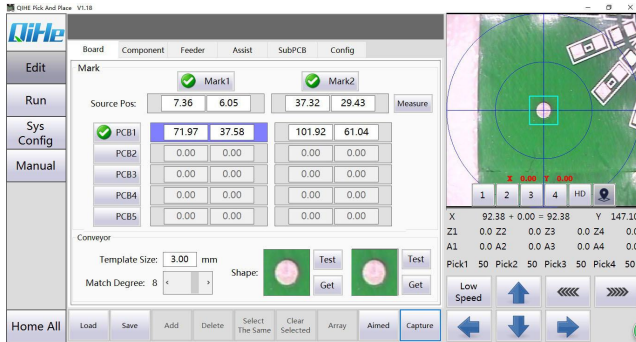 QIHE Pick And Place V1.18
QiHe
Edit
Run
Sys
Config
Manual
Home All
Board Component Feeder Assist SubPCB Config
Mark
Mark1 Mark2
Source Pos: 7.36 6.05 37.32 29.43 Measure
PCB1 71.97 37.58 101.92 61.04
PCB2 0.00 0.00 0.00 0.00
PCB3 0.00 0.00 0.00 0.00
PCB4 0.00 0.00 0.00 0.00
PCB5 0.00 0.00 0.00 0.00
Conveyor
Template Size: 3.00 mm
Match Degree: 8
Shape:
Test Test
Get Get
Load Save Add Delete Select The Same Clear Selected Array Aimed Capture
X 0.00 Y 0.00
1 2 3 4 HD
X 92.38 + 0.00 = 92.38 Y 147.10
Z1 0.0 Z2 0.0 Z3 0.0 Z4 0.0
A1 0.0 A2 0.0 A3 0.0 A4 0.0
Pick1 50 Pick2 50 Pick3 50 Pick4 50
Low
Speed